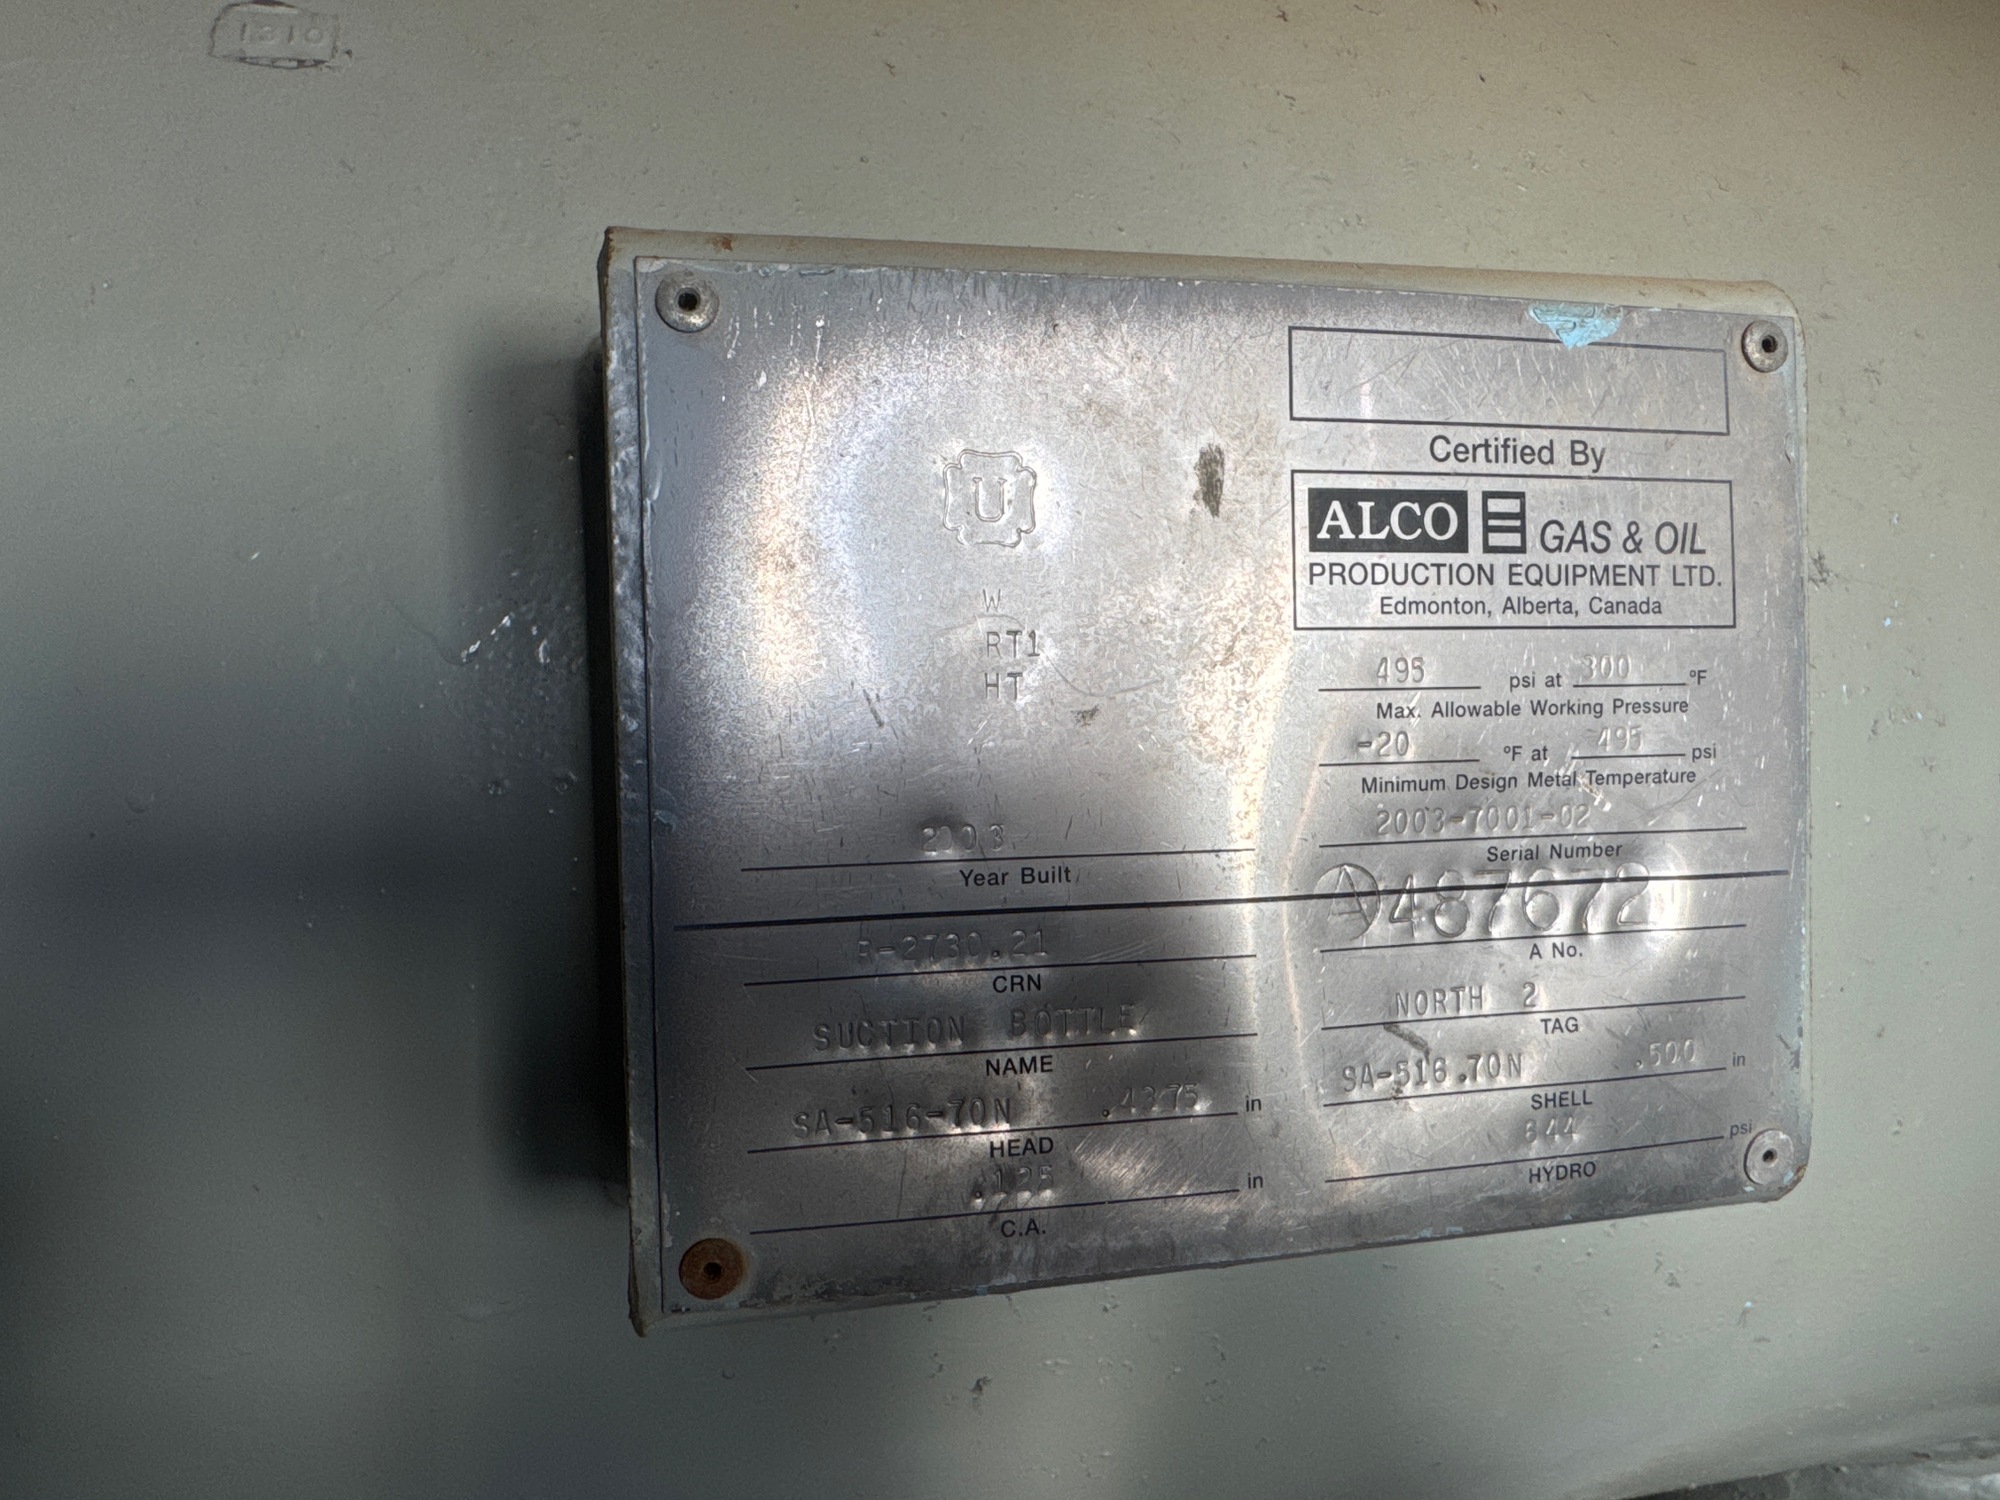 1310
U
W
RT1
HT
2003
Year Built
R-2730.21
CRN
SUCTION BOTTLE
NAME
SA-516-70N .4375 in
HEAD
.125 in
C.A.
Certified By
ALCO GAS & OIL
PRODUCTION EQUIPMENT LTD.
Edmonton, Alberta, Canada
495 psi at 300 °F
Max. Allowable Working Pressure
-20 °F at 495 psi
Minimum Design Metal Temperature
2003-7001-02
Serial Number
A 487672
A No.
NORTH 2
TAG
SA-516.70N .500 in
SHELL
644 psi
HYDRO